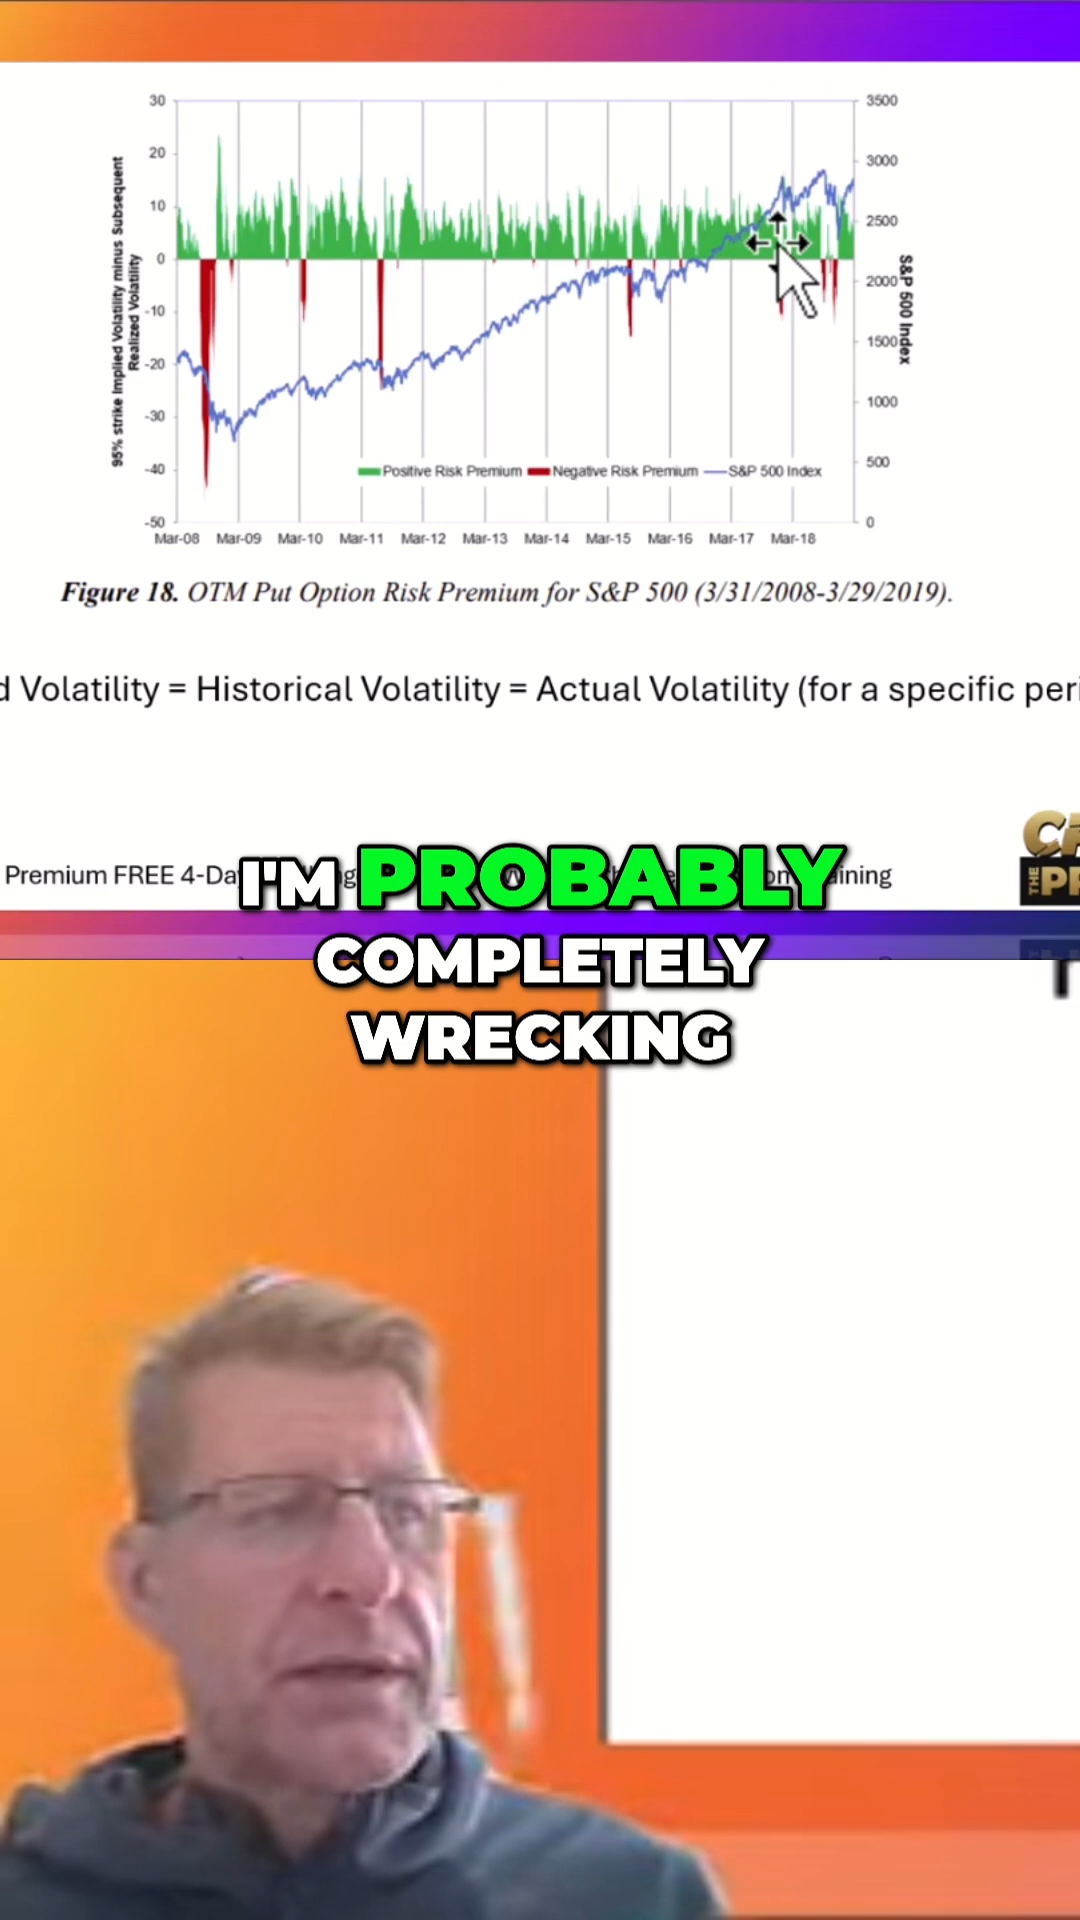 30
20
10
0
-10
-20
-30
-40
-50
95% strike Implied Volatility minus Subsequent
Realized Volatility
3500
3000
2500
2000
1500
1000
500
0
S&P 500 Index
Positive Risk Premium Negative Risk Premium S&P 500 Index
Mar-08 Mar-09 Mar-10 Mar-11 Mar-12 Mar-13 Mar-14 Mar-15 Mar-16 Mar-17 Mar-18
Figure 18. OTM Put Option Risk Premium for S&P 500 (3/31/2008-3/29/2019).
d Volatility = Historical Volatility = Actual Volatility (for a specific peri
Premium FREE 4-Da
aining
THE
I'M PROBABLY
COMPLETELY
WRECKING